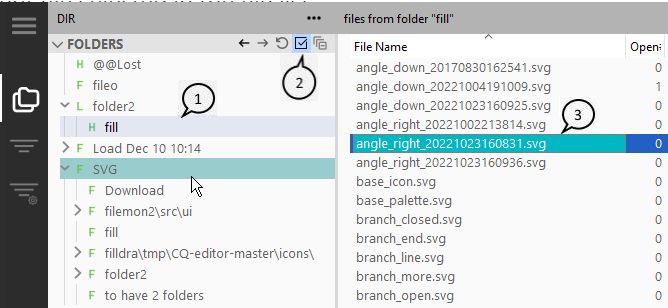 DIR
FOLDERS
H @@Lost
F fileo
L folder2
H fill
F Load Dec 10 10:14
F SVG
F Download
F filemon2\src\ui
F fill
F filldra\tmp\CQ-editor-master\icons\
F folder2
F to have 2 folders
1
2
files from folder "fill"
File Name Open
angle_down_20170830162541.svg 0
angle_down_20221004191009.svg 1
angle_down_20221023160925.svg 0
angle_right_20221002213814.svg 0
angle_right_20221023160831.svg 0
angle_right_20221023160936.svg 0
base_icon.svg 0
base_palette.svg 0
branch_closed.svg 0
branch_end.svg 0
branch_line.svg 0
branch_more.svg 0
branch_open.svg 0
3